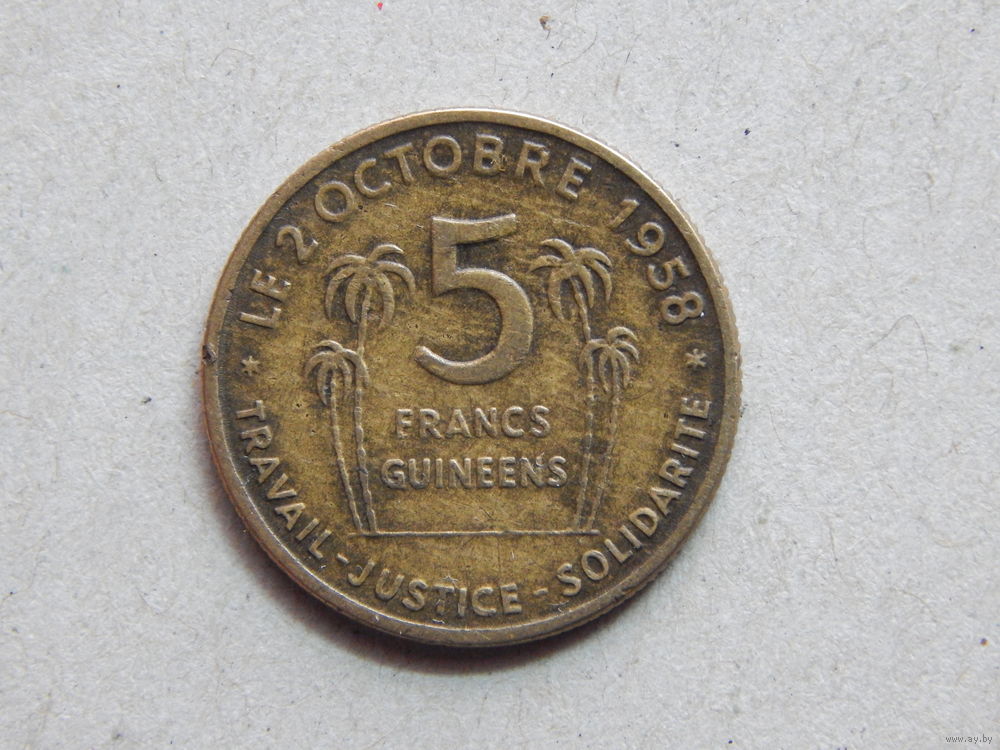 * LE 2 OCTOBRE 1958 *
5
FRANCS
GUINEENS
TRAVAIL - JUSTICE - SOLIDARITE
www.ay.by